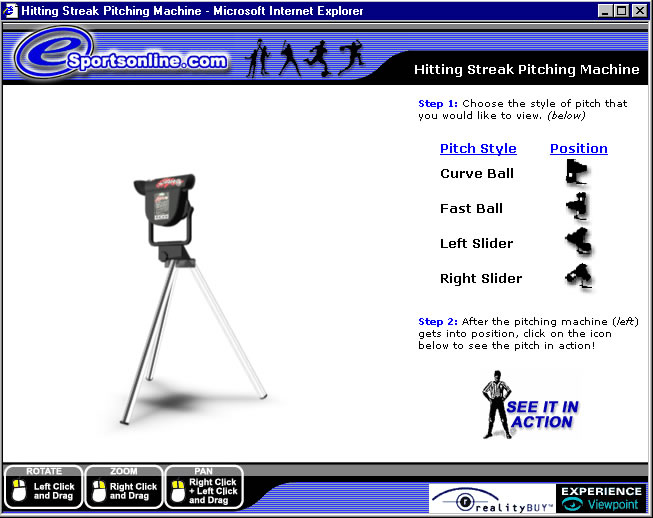 Hitting Streak Pitching Machine - Microsoft Internet Explorer
eSportsonline.com
Hitting Streak Pitching Machine
Step 1: Choose the style of pitch that
you would like to view. (below)
Pitch Style Position
Curve Ball
Fast Ball
Left Slider
Right Slider
Step 2: After the pitching machine (left)
gets into position, click on the icon
below to see the pitch in action!
SEE IT IN
ACTION
ROTATE
Left Click
and Drag
ZOOM
Right Click
and Drag
PAN
Right Click
+ Left Click
and Drag
realityBUY™
EXPERIENCE
Viewpoint